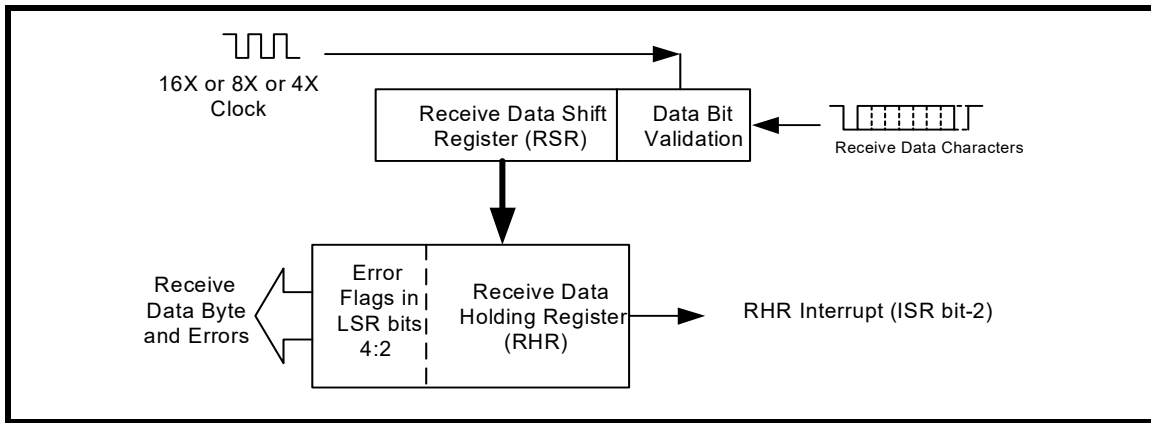 16X or 8X or 4X
Clock
Receive Data Shift
Register (RSR)
Data Bit
Validation
Receive Data Characters
Receive
Data Byte
and Errors
Error
Flags in
LSR bits
4:2
Receive Data
Holding Register
(RHR)
RHR Interrupt (ISR bit-2)